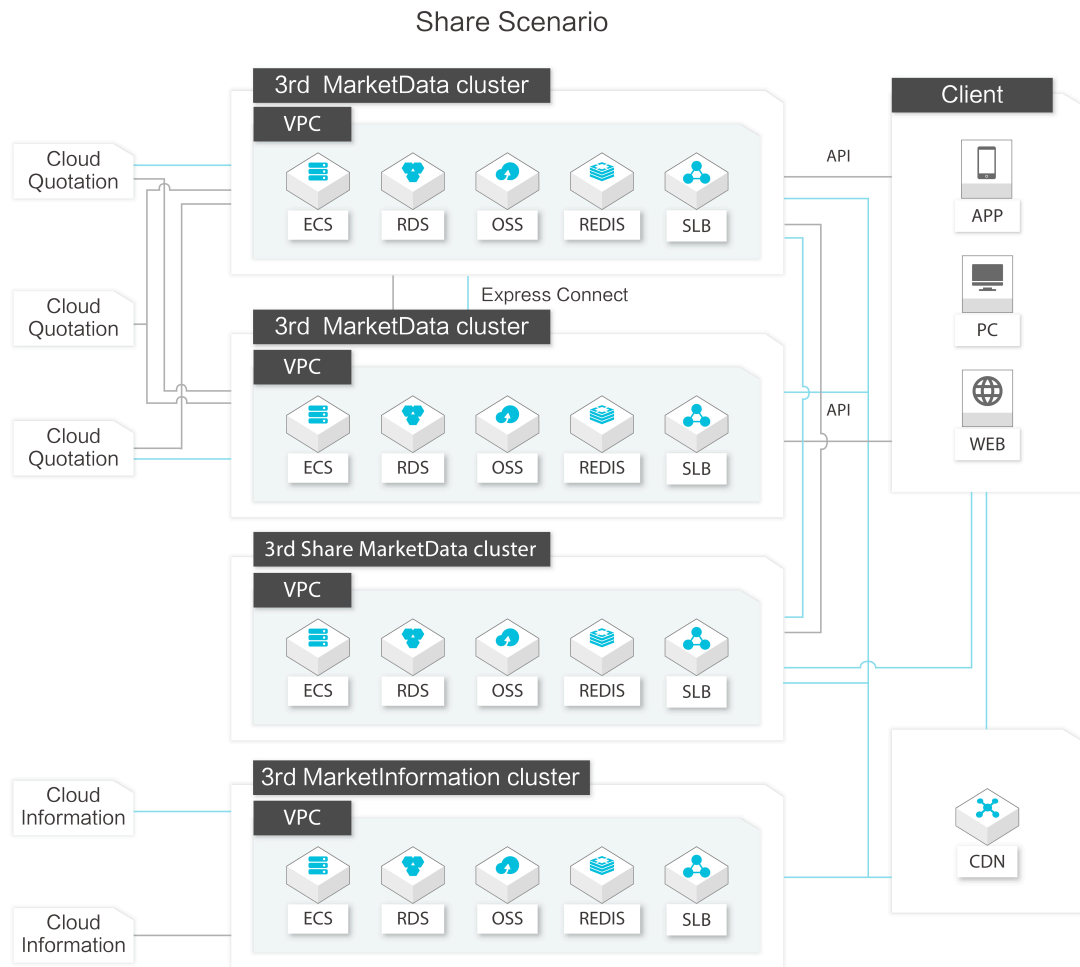 Share Scenario
3rd MarketData cluster
VPC
ECS
RDS
OSS
REDIS
SLB
Cloud
Quotation
Cloud
Quotation
Cloud
Quotation
Express Connect
3rd MarketData cluster
VPC
ECS
RDS
OSS
REDIS
SLB
3rd Share MarketData cluster
VPC
ECS
RDS
OSS
REDIS
SLB
Cloud
Information
Cloud
Information
3rd MarketInformation cluster
VPC
ECS
RDS
OSS
REDIS
SLB
API
API
Client
APP
PC
WEB
CDN